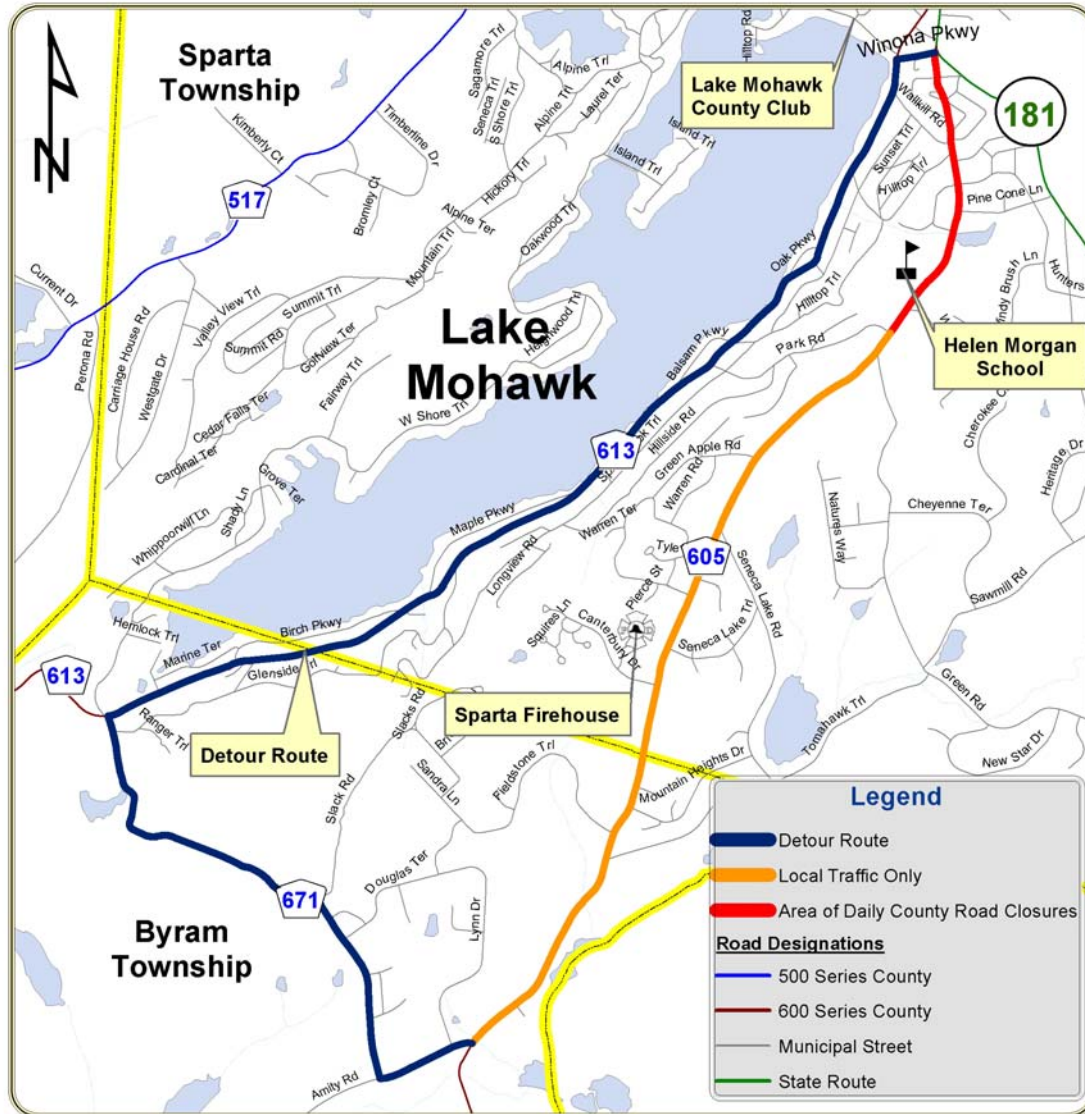 N
Sparta
Township
Sagamore Trl
Seneca Trl
S Shore Trl
Alpine Trl
Alpine Trl
Laurel Ter
Hilltop Rd
Winona Pkwy
Lake Mohawk
County Club
181
Kimberly Ct
Timberline Dr
Bromley Ct
517
Hickory Trl
Alpine Ter
Mountain Trl
Island Trl
Island Trl
Oakwood Trl
Wallkill Rd
Sunset Trl
Hilltop Trl
Pine Cone Ln
Oak Pkwy
Hilltop Trl
Hunters
Current Dr
Perona Rd
Carriage House Rd
Westgate Dr
Valley View Trl
Summit Trl
Summit Rd
Golfview Ter
Fairway Trl
Cedar Falls Ter
Cardinal Ter
Lake
Mohawk
W Shore Trl
Balsam Pkwy
Park Rd
Helen Morgan
School
613
Hillside Rd
Green Apple Rd
Warren Rd
Warren Ter
Cherokee
Heritage Dr
Grove Ter
Shady Ln
Whippoorwill Ln
Maple Pkwy
Longview Rd
Natures Way
Cheyenne Ter
Sawmill Rd
Tyle
605
Pierce St
Squires Ln
Canterbury Dr
Seneca Lake Trl
Seneca Lake Rd
Hemlock Trl
Marine Ter
Birch Pkwy
Glenside Trl
613
Ranger Trl
Detour Route
Slacks Rd
Sparta Firehouse
Green Rd
Tomahawk Trl
New Star Dr
Sandra Ln
Fieldstone Trl
Mountain Heights Dr
Slack Rd
Douglas Ter
Lynn Dr
671
Byram
Township
Amity Rd
Legend
Detour Route
Local Traffic Only
Area of Daily County Road Closures
Road Designations
500 Series County
600 Series County
Municipal Street
State Route